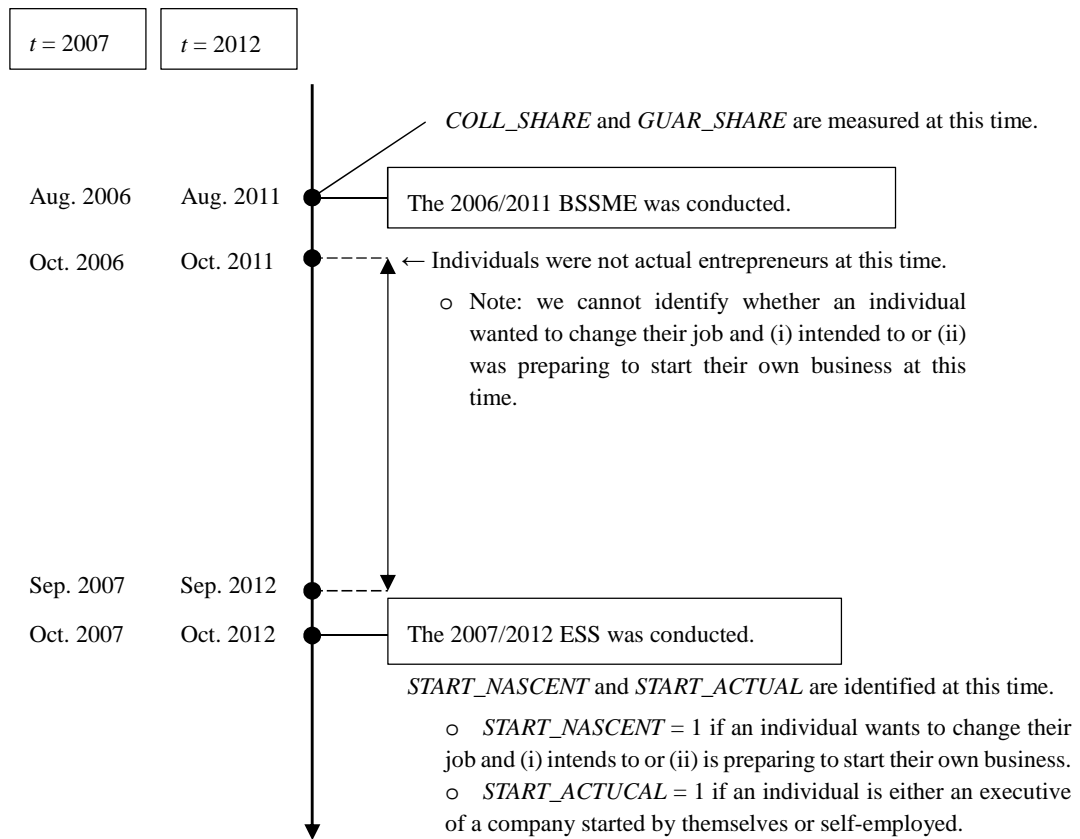 t = 2007
t = 2012
COLL_SHARE and GUAR_SHARE are measured at this time.
Aug. 2006
Aug. 2011
The 2006/2011 BSSME was conducted.
Oct. 2006
Oct. 2011
← Individuals were not actual entrepreneurs at this time.
o Note: we cannot identify whether an individual
wanted to change their job and (i) intended to or (ii)
was preparing to start their own business at this
time.
Sep. 2007
Sep. 2012
Oct. 2007
Oct. 2012
The 2007/2012 ESS was conducted.
START_NASCENT and START_ACTUAL are identified at this time.
o START_NASCENT = 1 if an individual wants to change their
job and (i) intends to or (ii) is preparing to start their own business.
o START_ACTUCAL = 1 if an individual is either an executive
of a company started by themselves or self-employed.